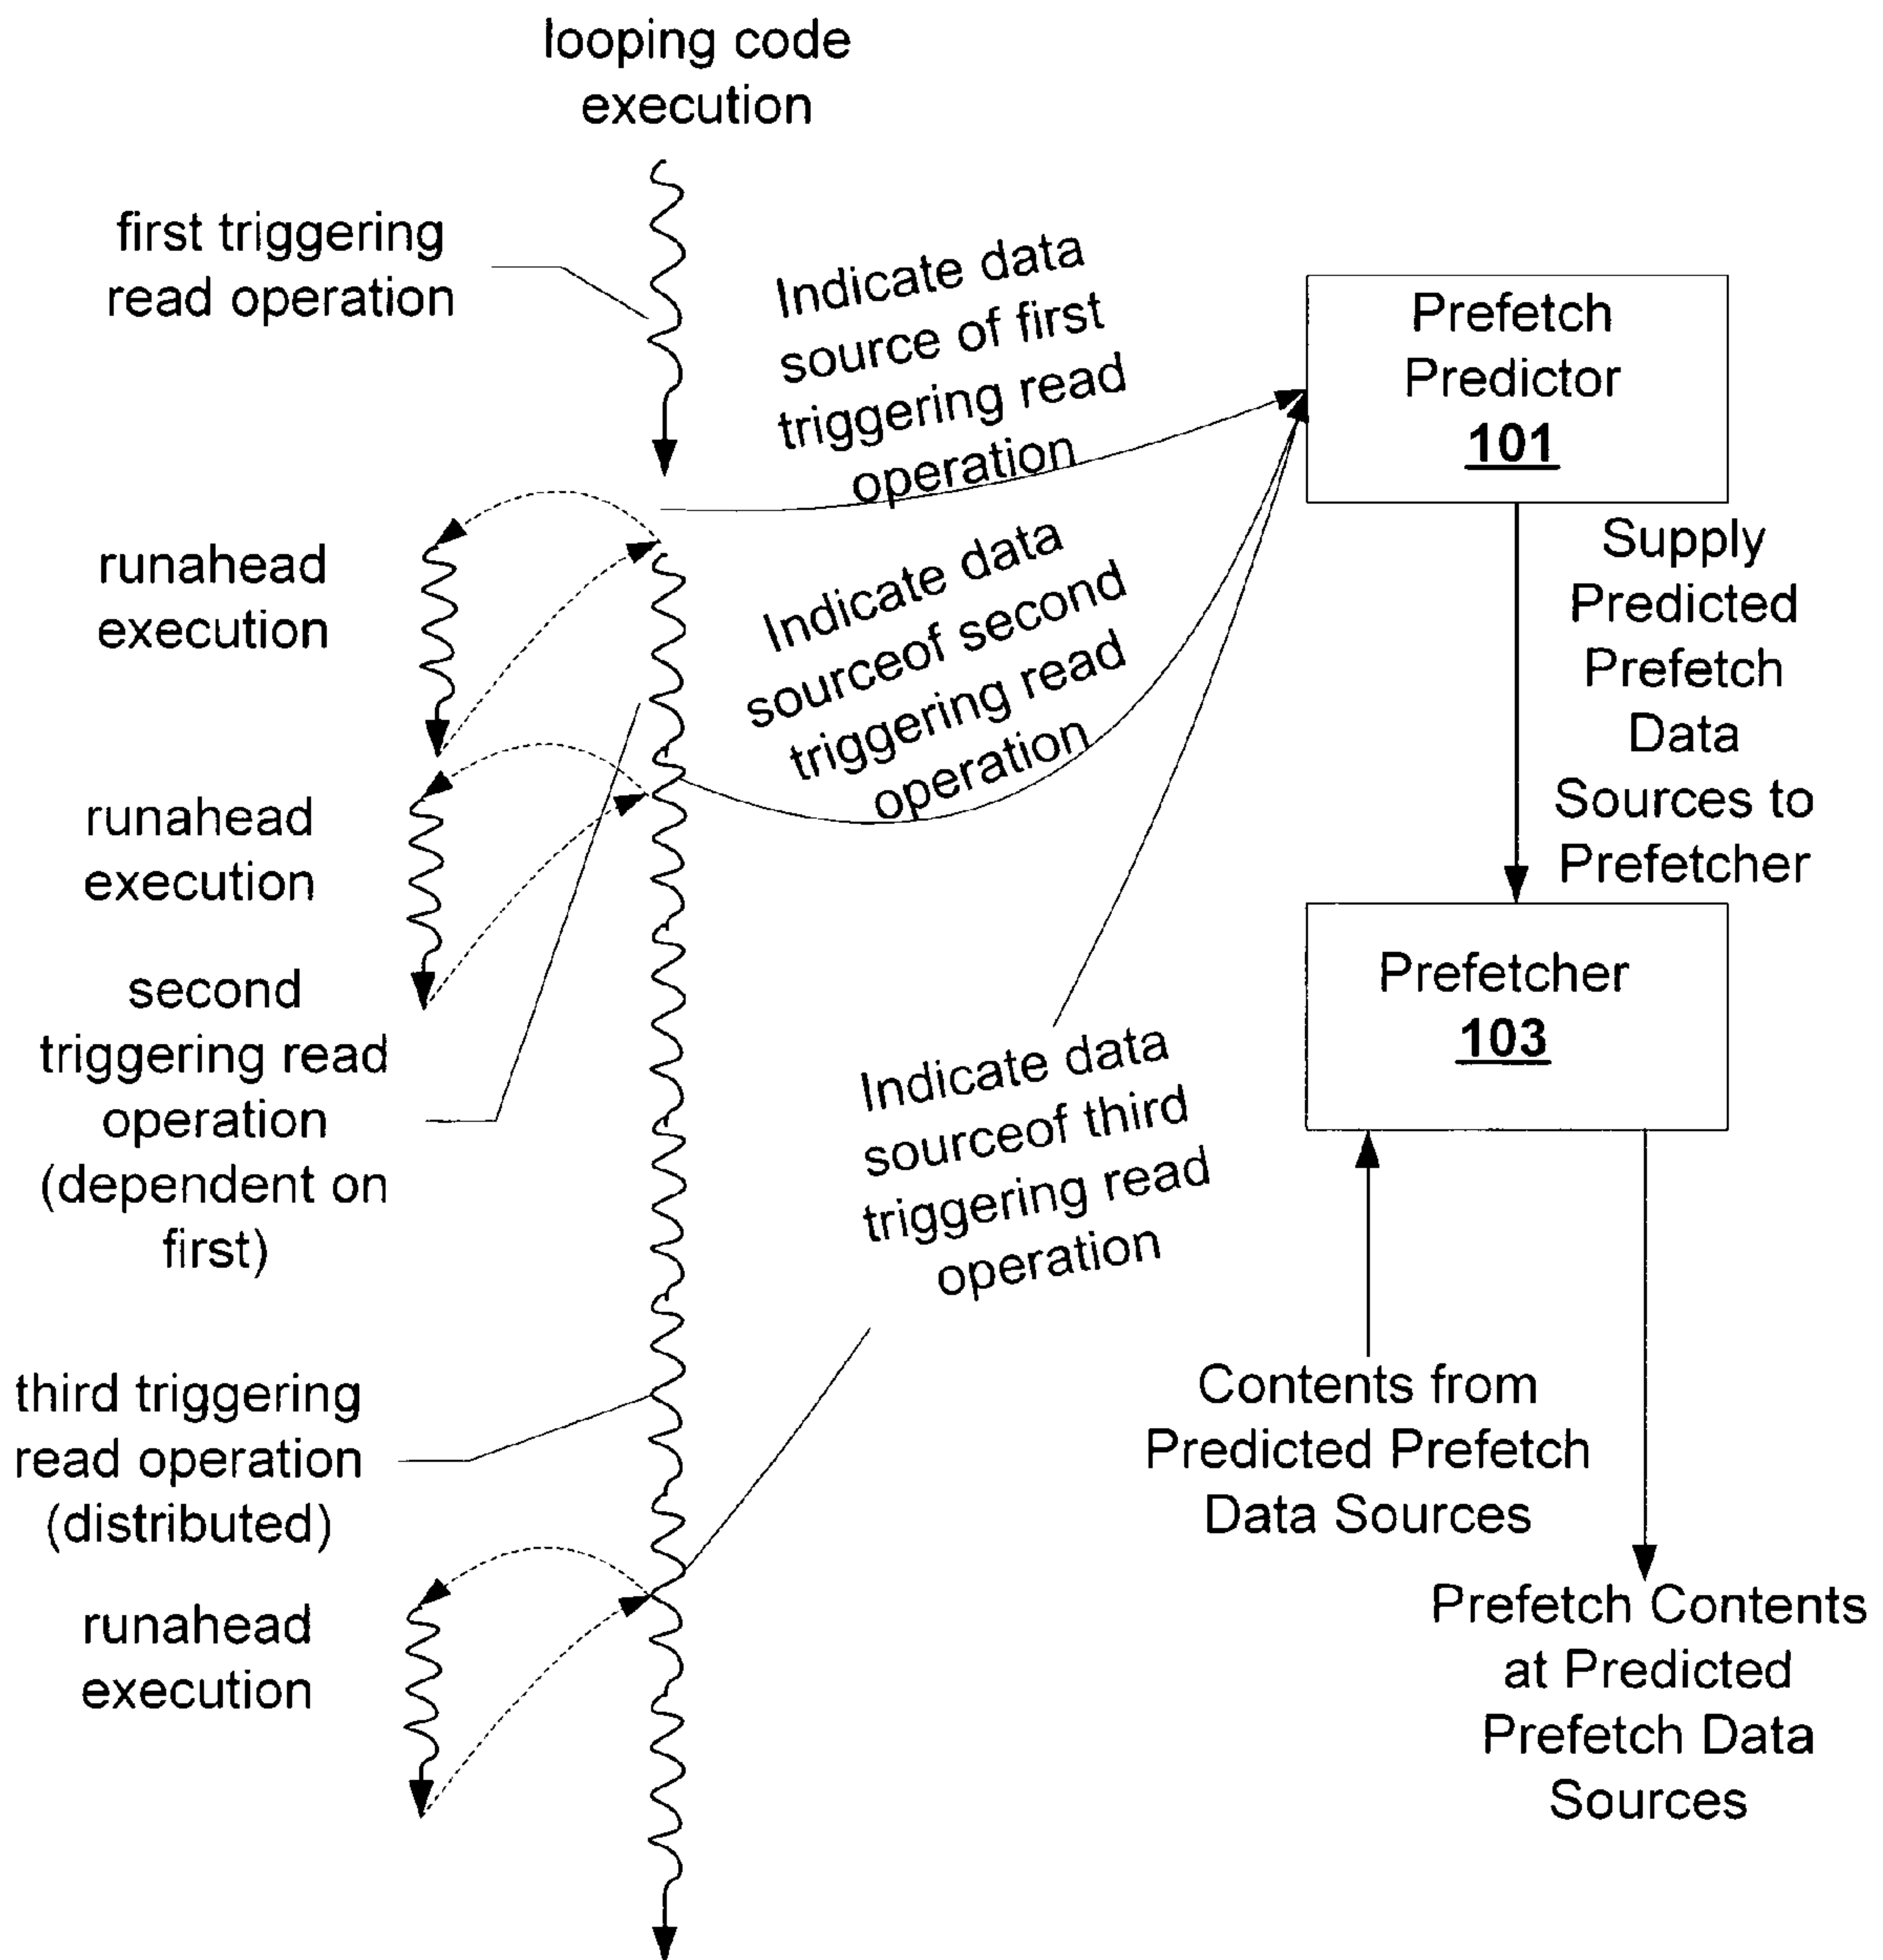 looping code
execution
first triggering
read operation
Indicate data
source of first
triggering read
operation
Prefetch
Predictor
101
runahead
execution
Indicate data
sourceof second
triggering read
operation
Supply
Predicted
Prefetch
Data
Sources to
Prefetcher
runahead
execution
second
triggering read
operation
(dependent on
first)
Prefetcher
103
Indicate data
sourceof third
triggering read
operation
third triggering
read operation
(distributed)
Contents from
Predicted Prefetch
Data Sources
runahead
execution
Prefetch Contents
at Predicted
Prefetch Data
Sources